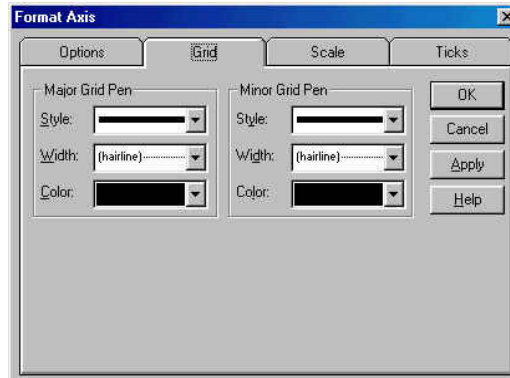 Format Axis
Options Grid Scale Ticks
Major Grid Pen Minor Grid Pen OK
Style: Style: Cancel
Width: (hairline) Width: (hairline) Apply
Color: Color: Help